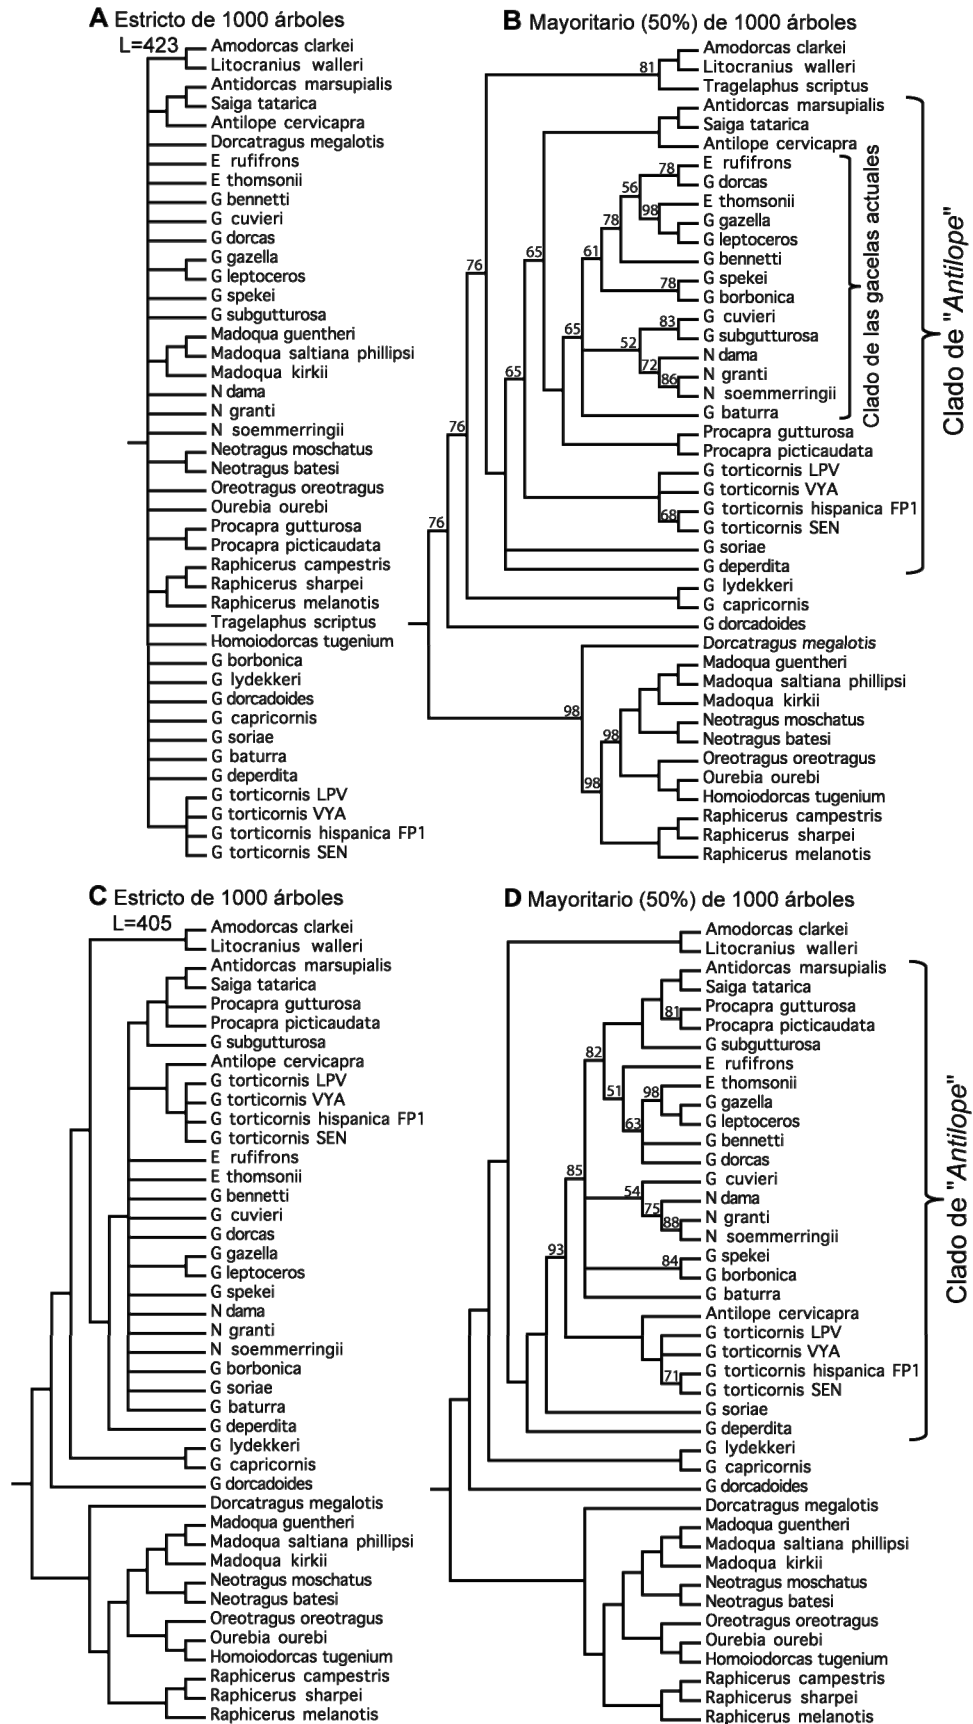 A Estricto de 1000 árboles
L=423
Amodorcas clarkei
Litocranius walleri
Antidorcas marsupialis
Saiga tatarica
Antilope cervicapra
Dorcatragus megalotis
E rufifrons
E thomsonii
G bennetti
G cuvieri
G dorcas
G gazella
G leptoceros
G spekei
G subgutturosa
Madoqua guentheri
Madoqua saltiana phillipsi
Madoqua kirkii
N dama
N granti
N soemmerringii
Neotragus moschatus
Neotragus batesi
Oreotragus oreotragus
Ourebia ourebi
Procapra gutturosa
Procapra picticaudata
Raphicerus campestris
Raphicerus sharpei
Raphicerus melanotis
Tragelaphus scriptus
Homoiodorcas tugenium
G borbonica
G lydekkeri
G dorcadoides
G capricornis
G soriae
G baturra
G deperdita
G torticornis LPV
G torticornis VYA
G torticornis hispanica FP1
G torticornis SEN
B Mayoritario (50%) de 1000 árboles
Amodorcas clarkei
81
Litocranius walleri
Tragelaphus scriptus
Antidorcas marsupialis
Saiga tatarica
Antilope cervicapra
E rufifrons
78
G dorcas
56
E thomsonii
98
G gazella
78
G leptoceros
61
65
G bennetti
76
G spekei
78
G borbonica
G cuvieri
83
65
G subgutturosa
52
N dama
72
N granti
65
86
N soemmerringii
G baturra
76
Procapra gutturosa
Procapra picticaudata
G torticornis LPV
G torticornis VYA
G torticornis hispanica FP1
68
76
G torticornis SEN
G soriae
G deperdita
G lydekkeri
G capricornis
G dorcadoides
Dorcatragus megalotis
Madoqua guentheri
Madoqua saltiana phillipsi
Madoqua kirkii
98
Neotragus moschatus
98
Neotragus batesi
Oreotragus oreotragus
Ourebia ourebi
98
Homoiodorcas tugenium
Raphicerus campestris
Raphicerus sharpei
Raphicerus melanotis
Clado de las gacelas actuales
Clado de "Antilope"
C Estricto de 1000 árboles
L=405
Amodorcas clarkei
Litocranius walleri
Antidorcas marsupialis
Saiga tatarica
Procapra gutturosa
Procapra picticaudata
G subgutturosa
Antilope cervicapra
G torticornis LPV
G torticornis VYA
G torticornis hispanica FP1
G torticornis SEN
E rufifrons
E thomsonii
G bennetti
G cuvieri
G dorcas
G gazella
G leptoceros
G spekei
N dama
N granti
N soemmerringii
G borbonica
G soriae
G baturra
G deperdita
G lydekkeri
G capricornis
G dorcadoides
Dorcatragus megalotis
Madoqua guentheri
Madoqua saltiana phillipsi
Madoqua kirkii
Neotragus moschatus
Neotragus batesi
Oreotragus oreotragus
Ourebia ourebi
Homoiodorcas tugenium
Raphicerus campestris
Raphicerus sharpei
Raphicerus melanotis
D Mayoritario (50%) de 1000 árboles
Amodorcas clarkei
Litocranius walleri
Antidorcas marsupialis
Saiga tatarica
Procapra gutturosa
81
Procapra picticaudata
G subgutturosa
82
E rufifrons
E thomsonii
51
98
G gazella
63
G leptoceros
G bennetti
G dorcas
85
G cuvieri
54
N dama
75
N granti
88
N soemmerringii
93
G spekei
84
G borbonica
G baturra
Antilope cervicapra
G torticornis LPV
G torticornis VYA
G torticornis hispanica FP1
71
G torticornis SEN
G soriae
G deperdita
G lydekkeri
G capricornis
G dorcadoides
Dorcatragus megalotis
Madoqua guentheri
Madoqua saltiana phillipsi
Madoqua kirkii
Neotragus moschatus
Neotragus batesi
Oreotragus oreotragus
Ourebia ourebi
Homoiodorcas tugenium
Raphicerus campestris
Raphicerus sharpei
Raphicerus melanotis
Clado de "Antilope"